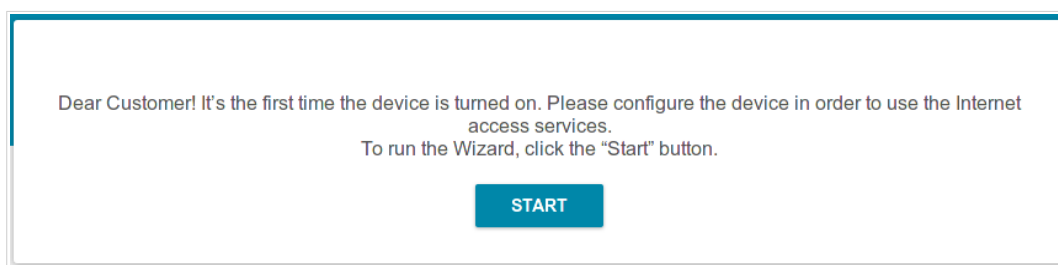 Dear Customer! It’s the first time the device is turned on. Please configure the device in order to use the Internet
access services.
To run the Wizard, click the “Start” button.
START